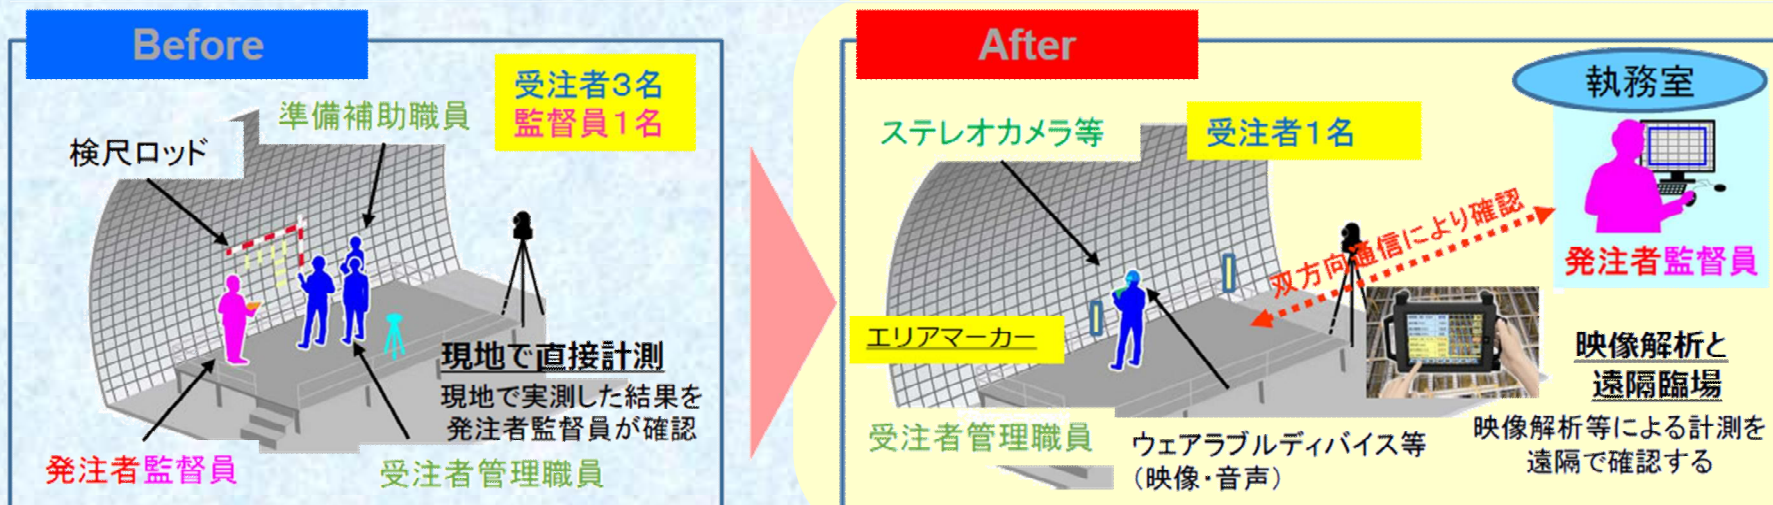 Before
受注者3名
監督員1名
準備補助職員
検尺ロッド
現地で直接計測
現地で実測した結果を
発注者監督員が確認
発注者監督員
受注者管理職員
After
執務室
ステレオカメラ等
受注者1名
双方向通信により確認
発注者監督員
エリアマーカー
映像解析と
遠隔臨場
受注者管理職員
ウェアラブルディバイス等
（映像・音声）
映像解析等による計測を
遠隔で確認する